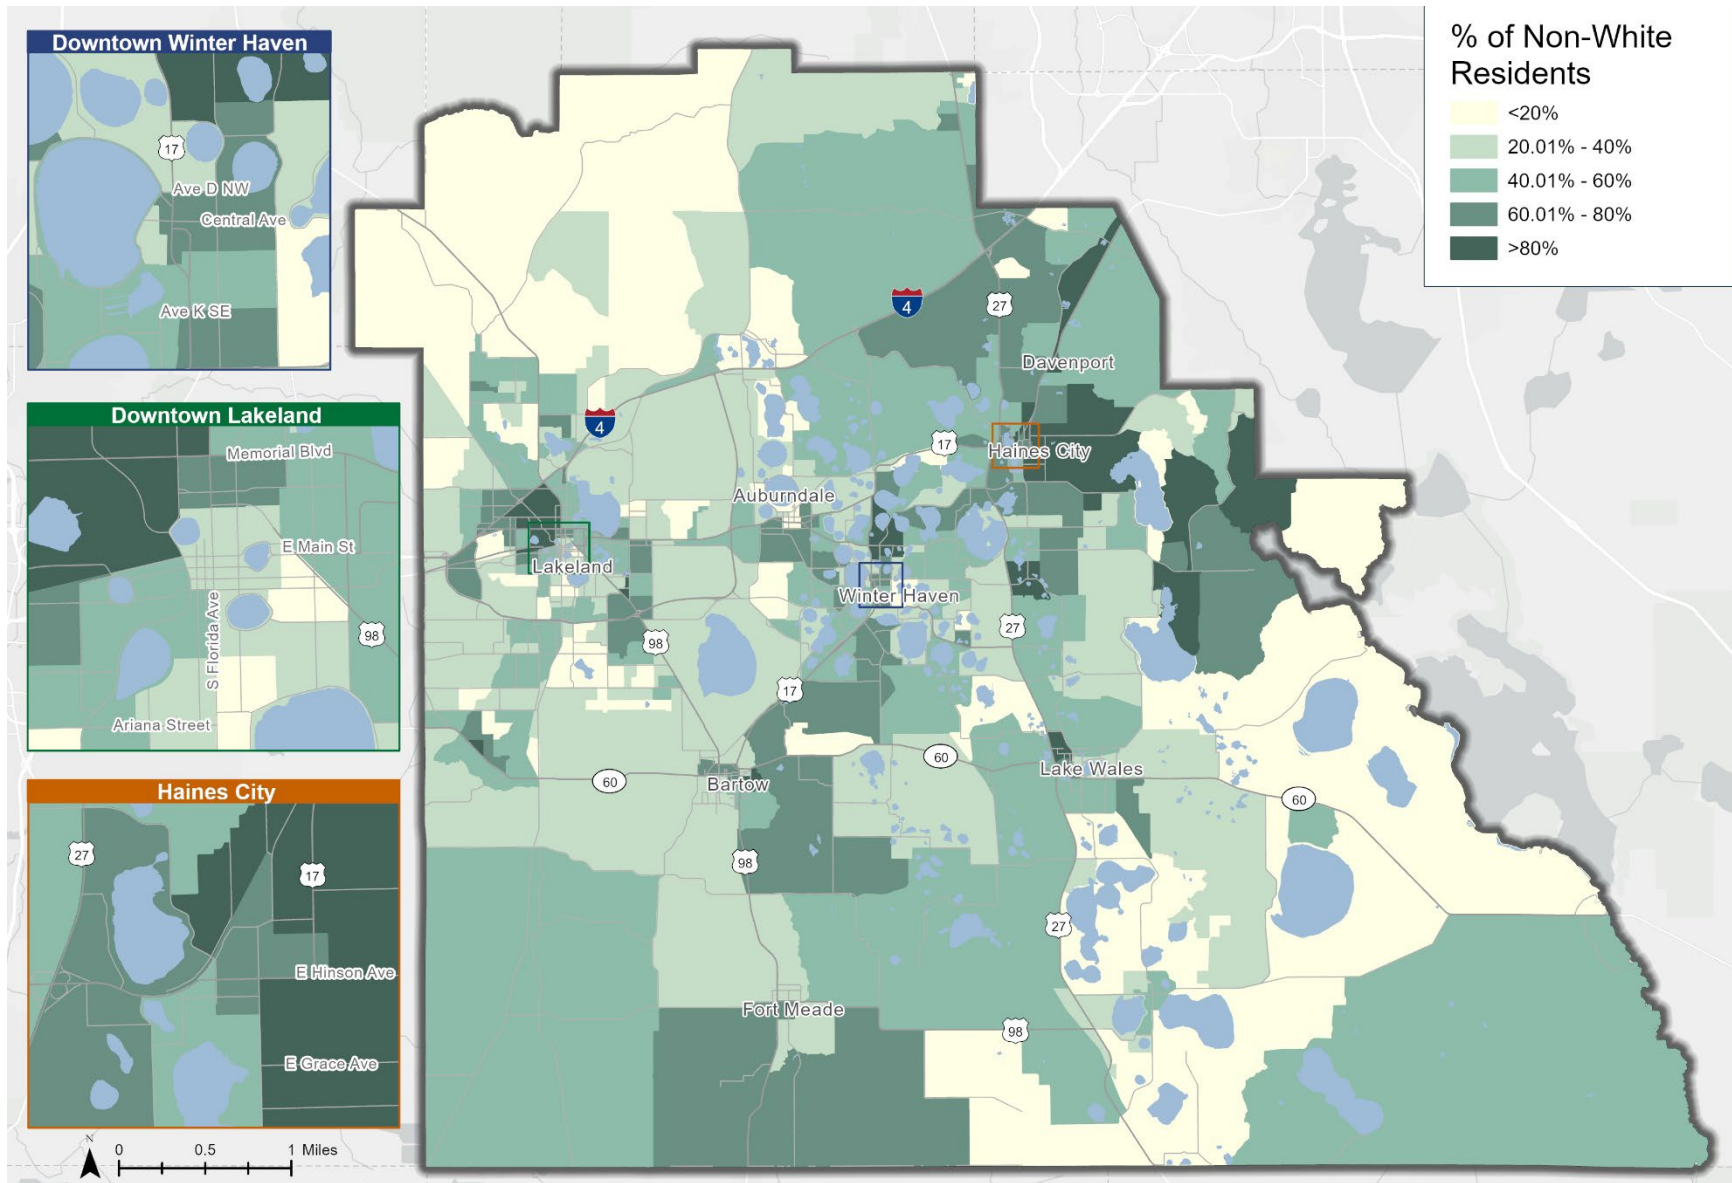 Downtown Winter Haven
17
Ave D NW
Central Ave
Ave K SE
Downtown Lakeland
Memorial Blvd
E Main St
S Florida Ave
98
Ariana Street
Haines City
27
17
E Hinson Ave
E Grace Ave
N
0 0.5 1 Miles
% of Non-White
Residents
<20%
20.01% - 40%
40.01% - 60%
60.01% - 80%
>80%
4
27
Davenport
4
17
Haines City
Auburndale
Lakeland
Winter Haven
98
27
17
60
60
Lake Wales
Bartow
60
98
27
Fort Meade
98